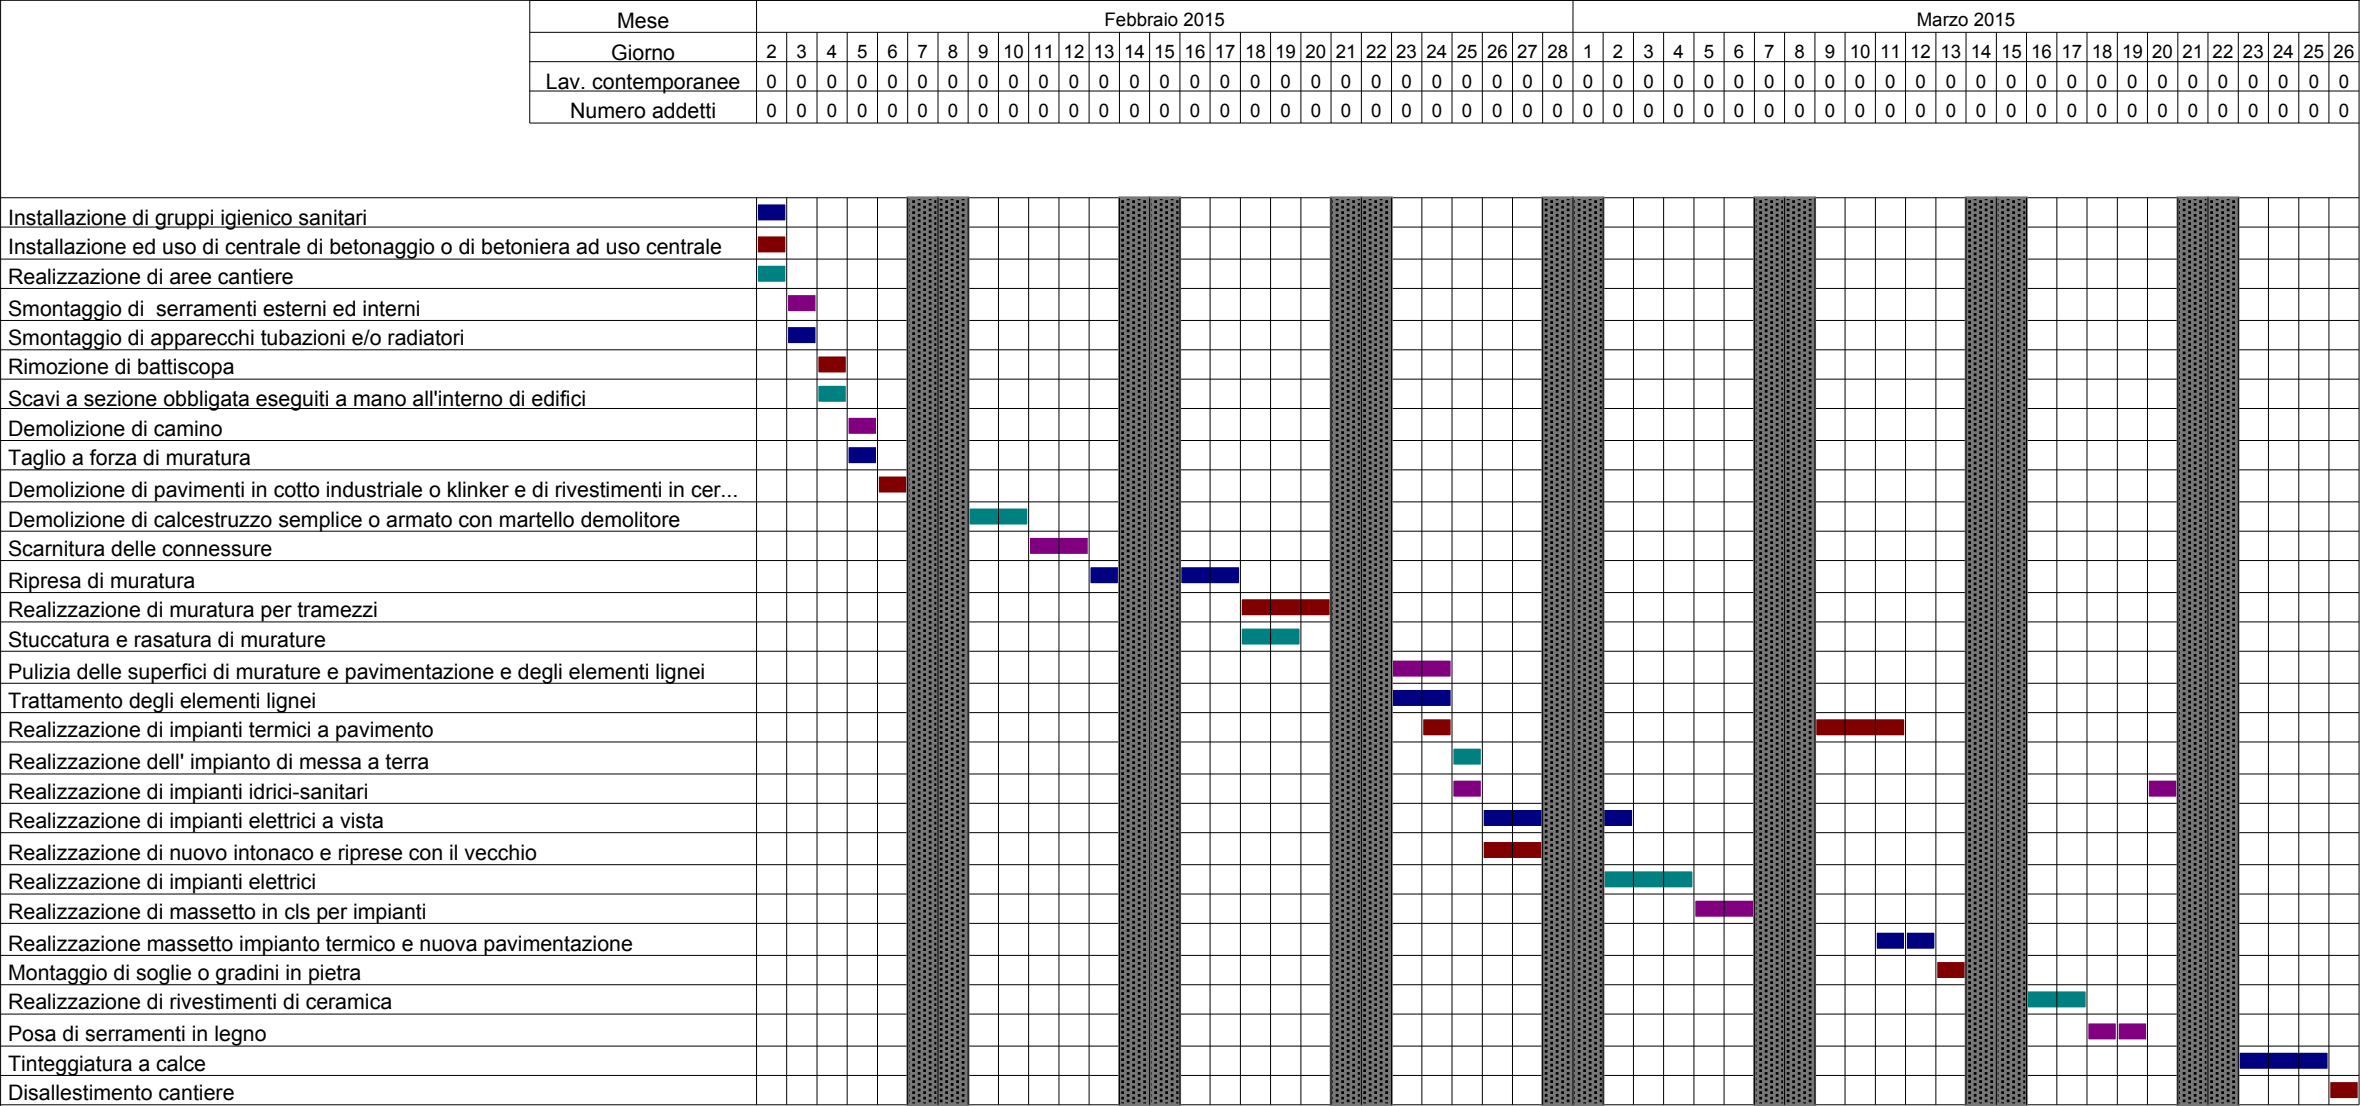 Mese Febbraio 2015 Marzo 2015
Giorno 2 3 4 5 6 7 8 9 10 11 12 13 14 15 16 17 18 19 20 21 22 23 24 25 26 27 28 1 2 3 4 5 6 7 8 9 10 11 12 13 14 15 16 17 18 19 20 21 22 23 24 25 26
Lav. contemporanee 0 0 0 0 0 0 0 0 0 0 0 0 0 0 0 0 0 0 0 0 0 0 0 0 0 0 0 0 0 0 0 0 0 0 0 0 0 0 0 0 0 0 0 0 0 0 0 0 0 0 0 0 0
Numero addetti 0 0 0 0 0 0 0 0 0 0 0 0 0 0 0 0 0 0 0 0 0 0 0 0 0 0 0 0 0 0 0 0 0 0 0 0 0 0 0 0 0 0 0 0 0 0 0 0 0 0 0 0 0
Installazione di gruppi igienico sanitari
Installazione ed uso di centrale di betonaggio o di betoniera ad uso centrale
Realizzazione di aree cantiere
Smontaggio di  serramenti esterni ed interni
Smontaggio di apparecchi tubazioni e/o radiatori
Rimozione di battiscopa
Scavi a sezione obbligata eseguiti a mano all'interno di edifici
Demolizione di camino
Taglio a forza di muratura
Demolizione di pavimenti in cotto industriale o klinker e di rivestimenti in cer...
Demolizione di calcestruzzo semplice o armato con martello demolitore
Scarnitura delle connessure
Ripresa di muratura
Realizzazione di muratura per tramezzi
Stuccatura e rasatura di murature
Pulizia delle superfici di murature e pavimentazione e degli elementi lignei
Trattamento degli elementi lignei
Realizzazione di impianti termici a pavimento
Realizzazione dell' impianto di messa a terra
Realizzazione di impianti idrici-sanitari
Realizzazione di impianti elettrici a vista
Realizzazione di nuovo intonaco e riprese con il vecchio
Realizzazione di impianti elettrici
Realizzazione di massetto in cls per impianti
Realizzazione massetto impianto termico e nuova pavimentazione
Montaggio di soglie o gradini in pietra
Realizzazione di rivestimenti di ceramica
Posa di serramenti in legno
Tinteggiatura a calce
Disallestimento cantiere